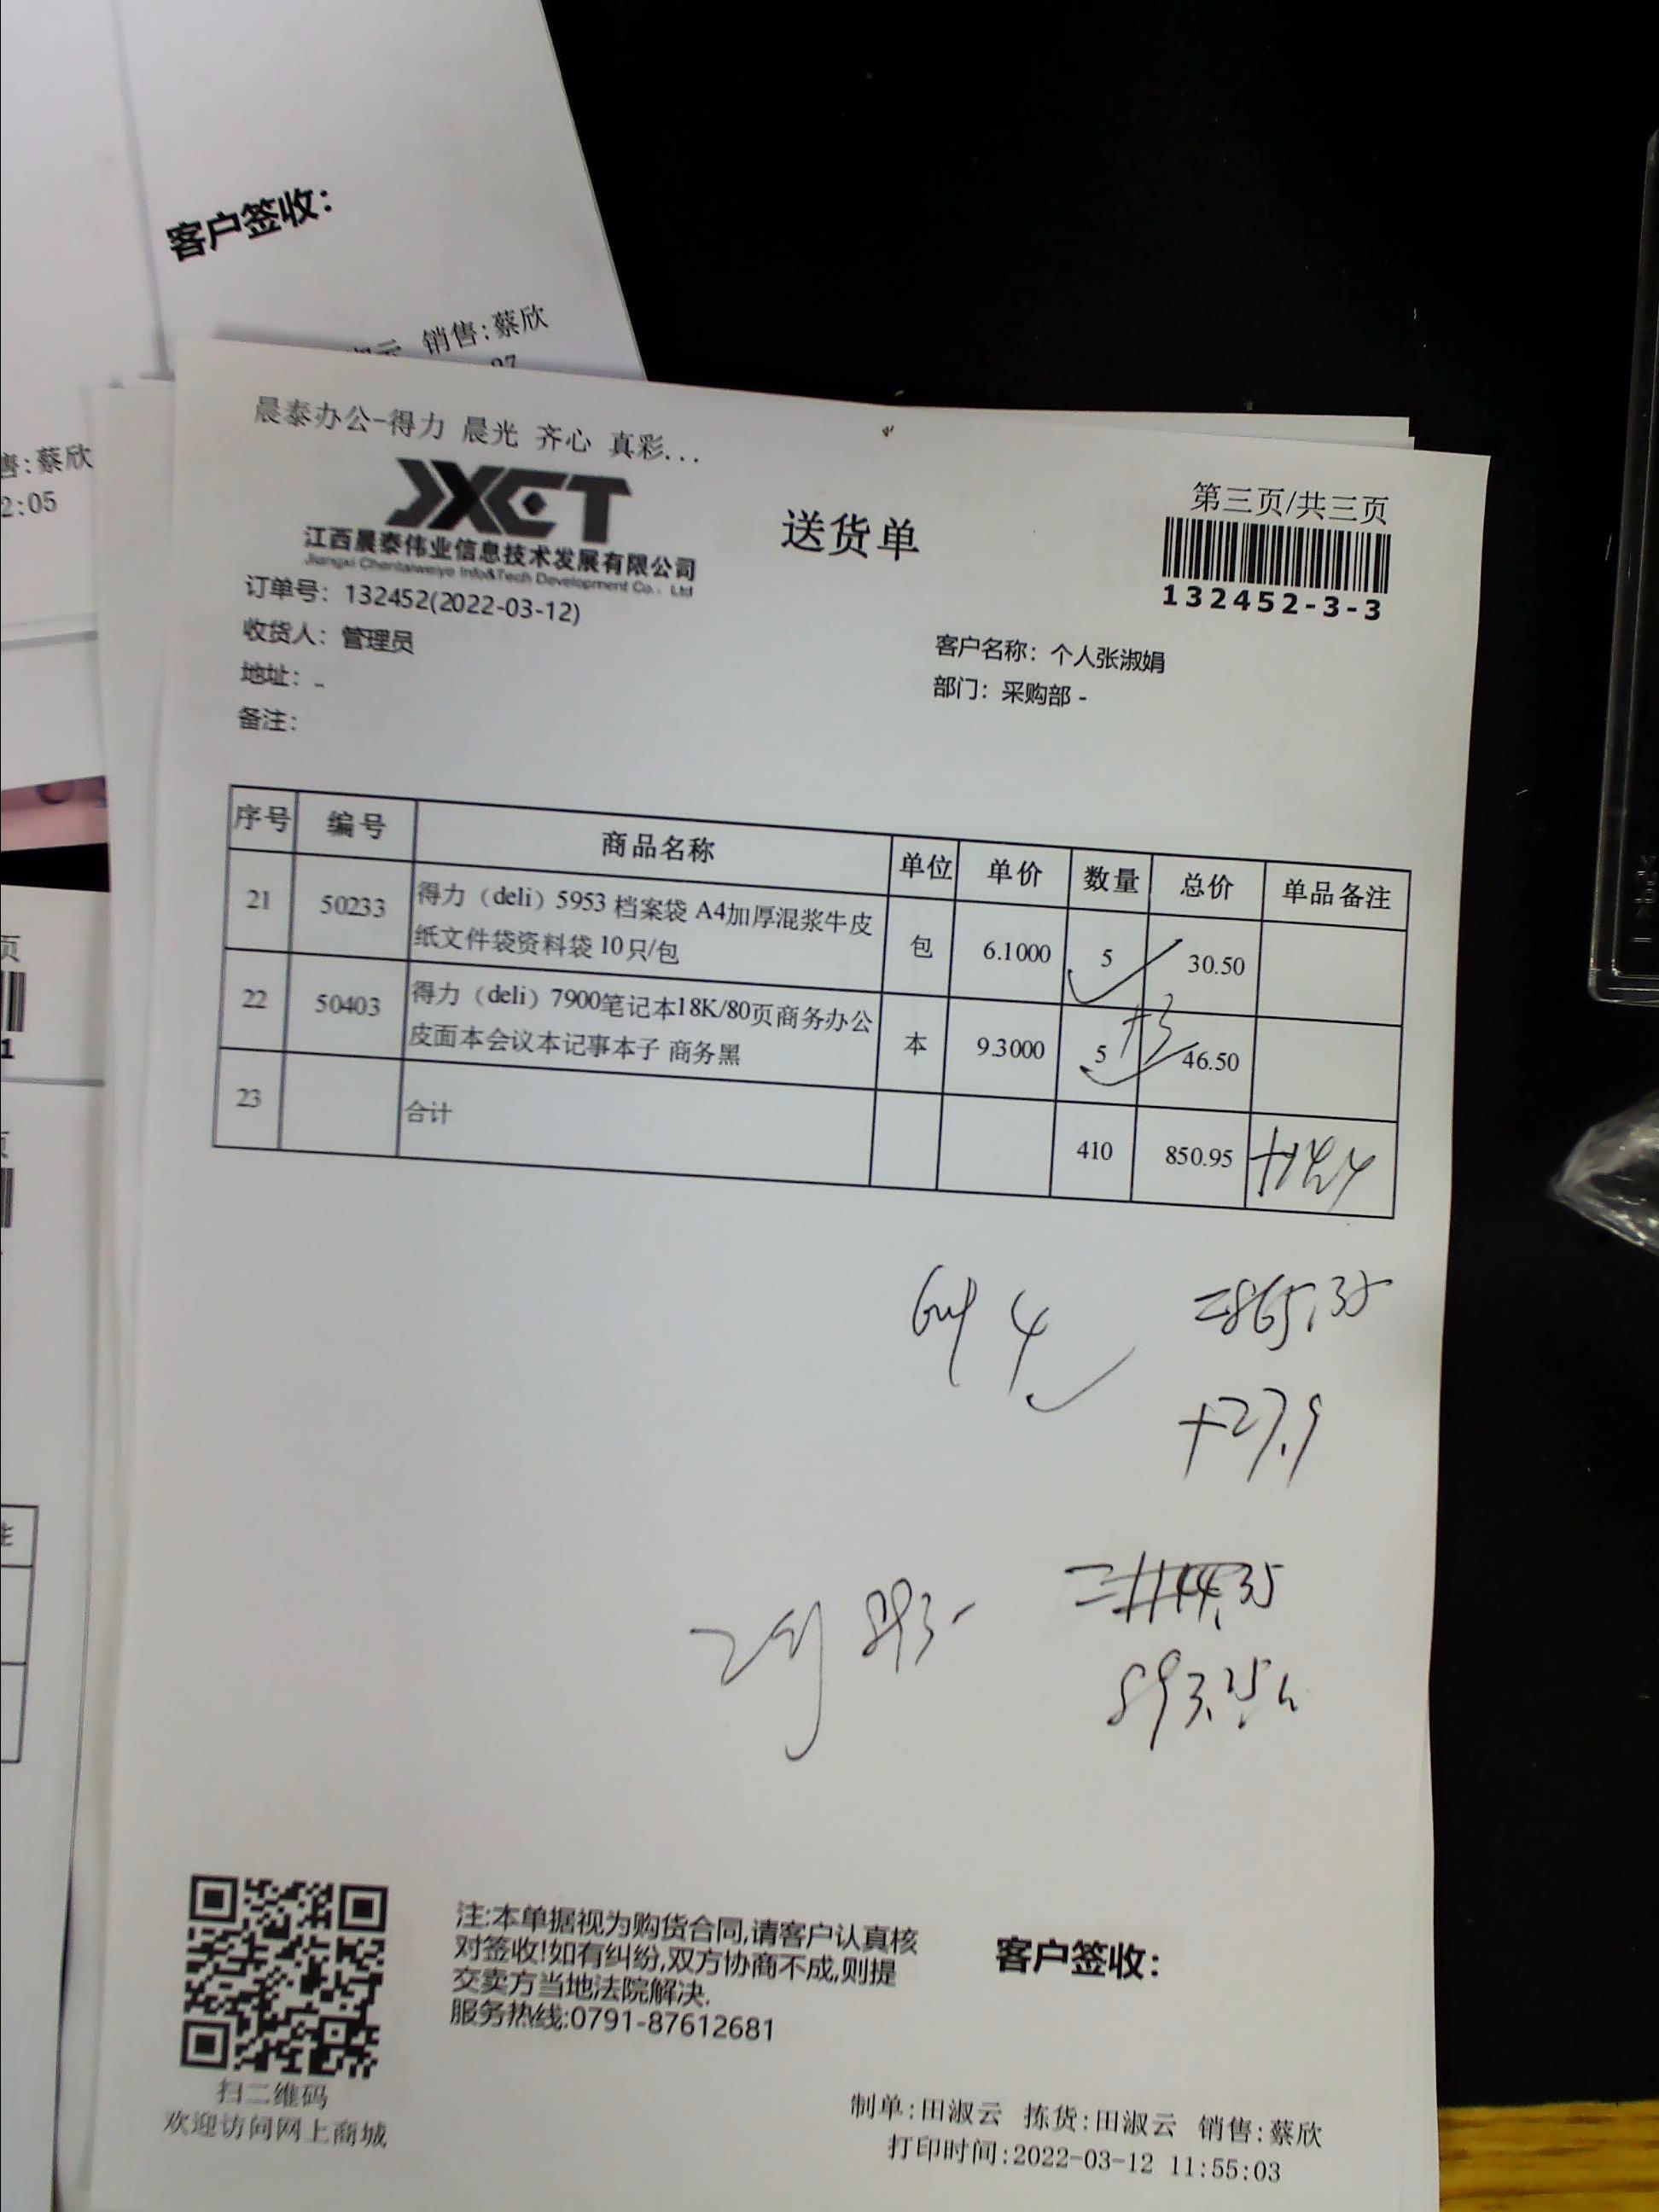 客户签收：
销售:蔡欣
售:蔡欣
2:05
晨泰办公-得力 晨光 齐心 真彩...
JXCT
江西晨泰伟业信息技术发展有限公司
Jiangxi Chentaiweiye Info&Tech Development Co., Ltd
送货单
第三页/共三页
132452-3-3
订单号：132452(2022-03-12)
收货人：管理员
客户名称：个人张淑娟
地址：-
部门：采购部 -
备注：
序号 编号 商品名称 单位 单价 数量 总价 单品备注
21 50233 得力（deli）5953 档案袋 A4加厚混浆牛皮
纸文件袋资料袋 10只/包 包 6.1000 5 30.50
22 50403 得力（deli）7900笔记本18K/80页商务办公
皮面本会议本记事本子 商务黑 本 9.3000 5 +3 46.50
23 合计 410 850.95 +14.4
=865.35
+27.9
893.25
注:本单据视为购货合同,请客户认真核
对签收!如有纠纷,双方协商不成,则提
交卖方当地法院解决.
服务热线:0791-87612681
客户签收：
扫二维码
欢迎访问网上商城
制单:田淑云 拣货:田淑云 销售:蔡欣
打印时间:2022-03-12 11:55:03